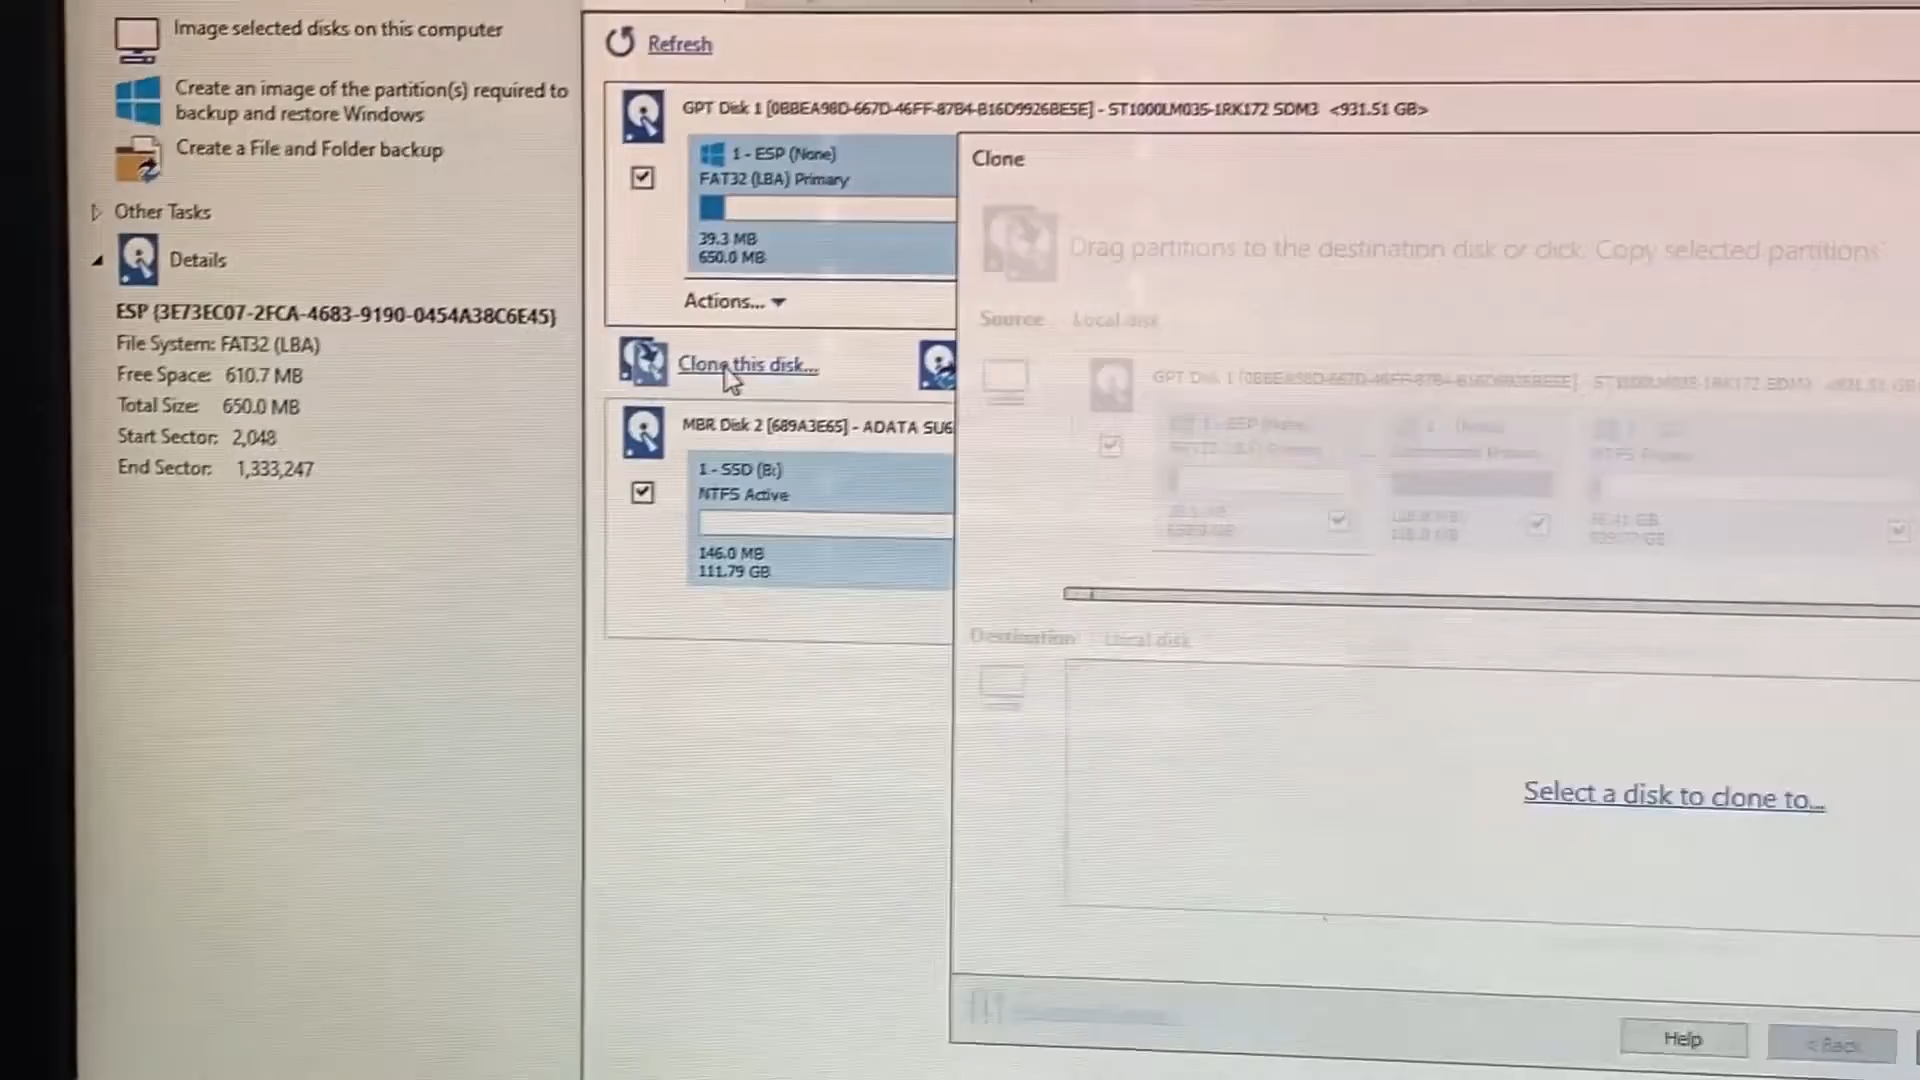 Image selected disks on this computer
Create an image of the partition(s) required to
backup and restore Windows
Create a File and Folder backup
Other Tasks
Details
ESP {3E73EC07-2FCA-4683-9190-0454A38C6E45}
File System: FAT32 (LBA)
Free Space: 610.7 MB
Total Size: 650.0 MB
Start Sector: 2,048
End Sector: 1,333,247
Refresh
GPT Disk 1 [0BBEA98D-667D-46FF-87B4-B16D9926BE5E] - ST1000LM035-1RK172 SDM3 <931.51 GB>
1 - ESP (None)
FAT32 (LBA) Primary
39.3 MB
650.0 MB
Actions...
Clone this disk...
MBR Disk 2 [689A3E65] - ADATA SU6
1 - SSD (B:)
NTFS Active
146.0 MB
111.79 GB
Clone
Drag partitions to the destination disk or click 'Copy selected partitions'
Source Local disk
Destination Local disk
Select a disk to clone to...
Help
< Back